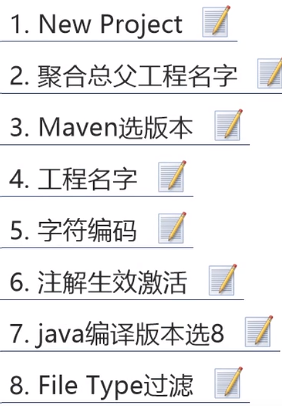 1. New Project
2. 聚合总父工程名字
3. Maven选版本
4. 工程名字
5. 字符编码
6. 注解生效激活
7. java编译版本选8
8. File Type过滤